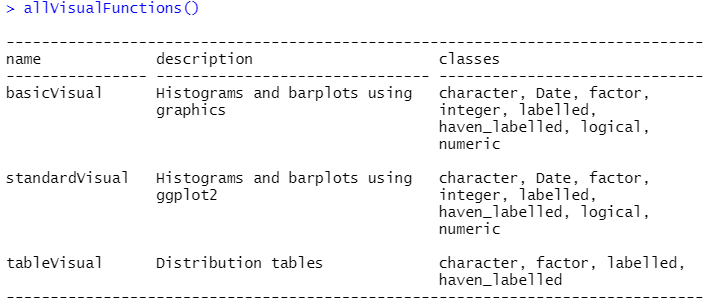 > allVisualFunctions()
--------------------------------------------------------------------------------
name             description                     classes
---------------- ------------------------------- ------------------------------
basicVisual      Histograms and barplots using   character, Date, factor,
                 graphics                        integer, labelled,
                                                 haven_labelled, logical,
                                                 numeric
standardVisual   Histograms and barplots using   character, Date, factor,
                 ggplot2                         integer, labelled,
                                                 haven_labelled, logical,
                                                 numeric
tableVisual      Distribution tables             character, factor, labelled,
                                                 haven_labelled
--------------------------------------------------------------------------------